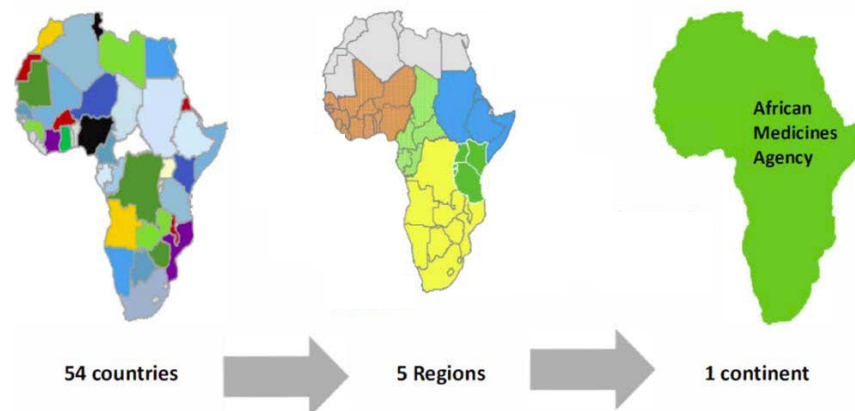 African
Medicines
Agency
54 countries
5 Regions
1 continent